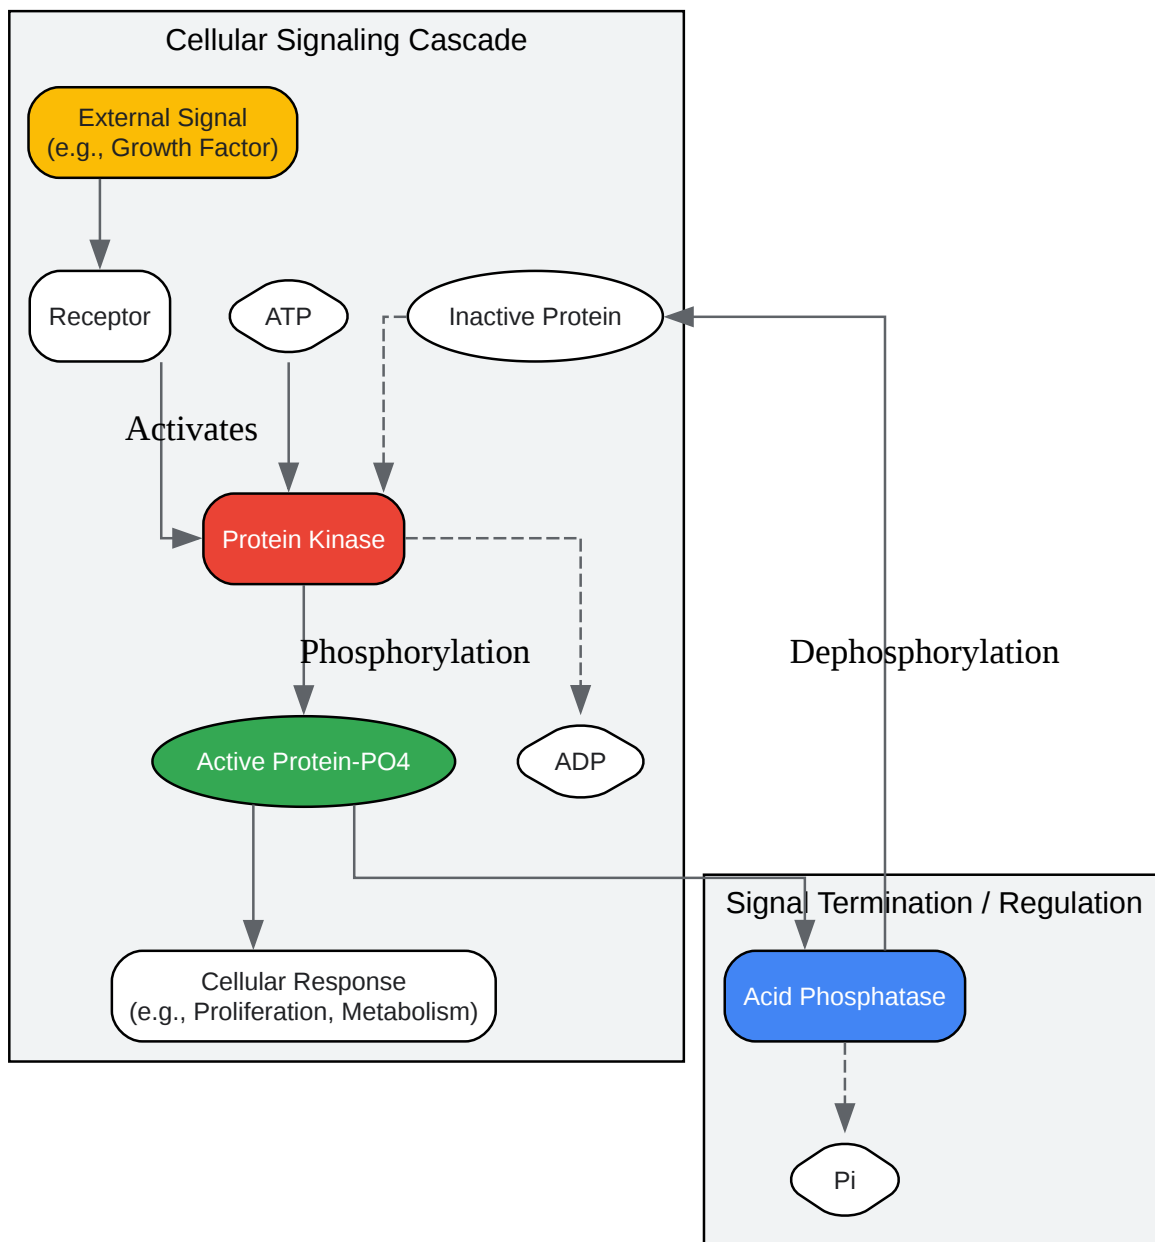 Cellular Signaling Cascade
External Signal
(e.g., Growth Factor)
Receptor
ATP
Inactive Protein
Activates
Protein Kinase
Phosphorylation
Dephosphorylation
Active Protein-PO4
ADP
Signal Termination / Regulation
Cellular Response
(e.g., Proliferation, Metabolism)
Acid Phosphatase
Pi